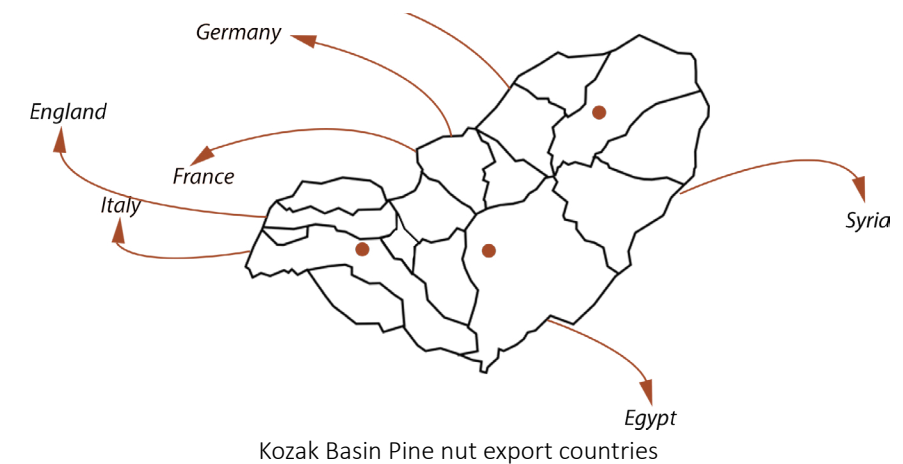 Germany
England
France
Italy
Syria
Egypt
Kozak Basin Pine nut export countries